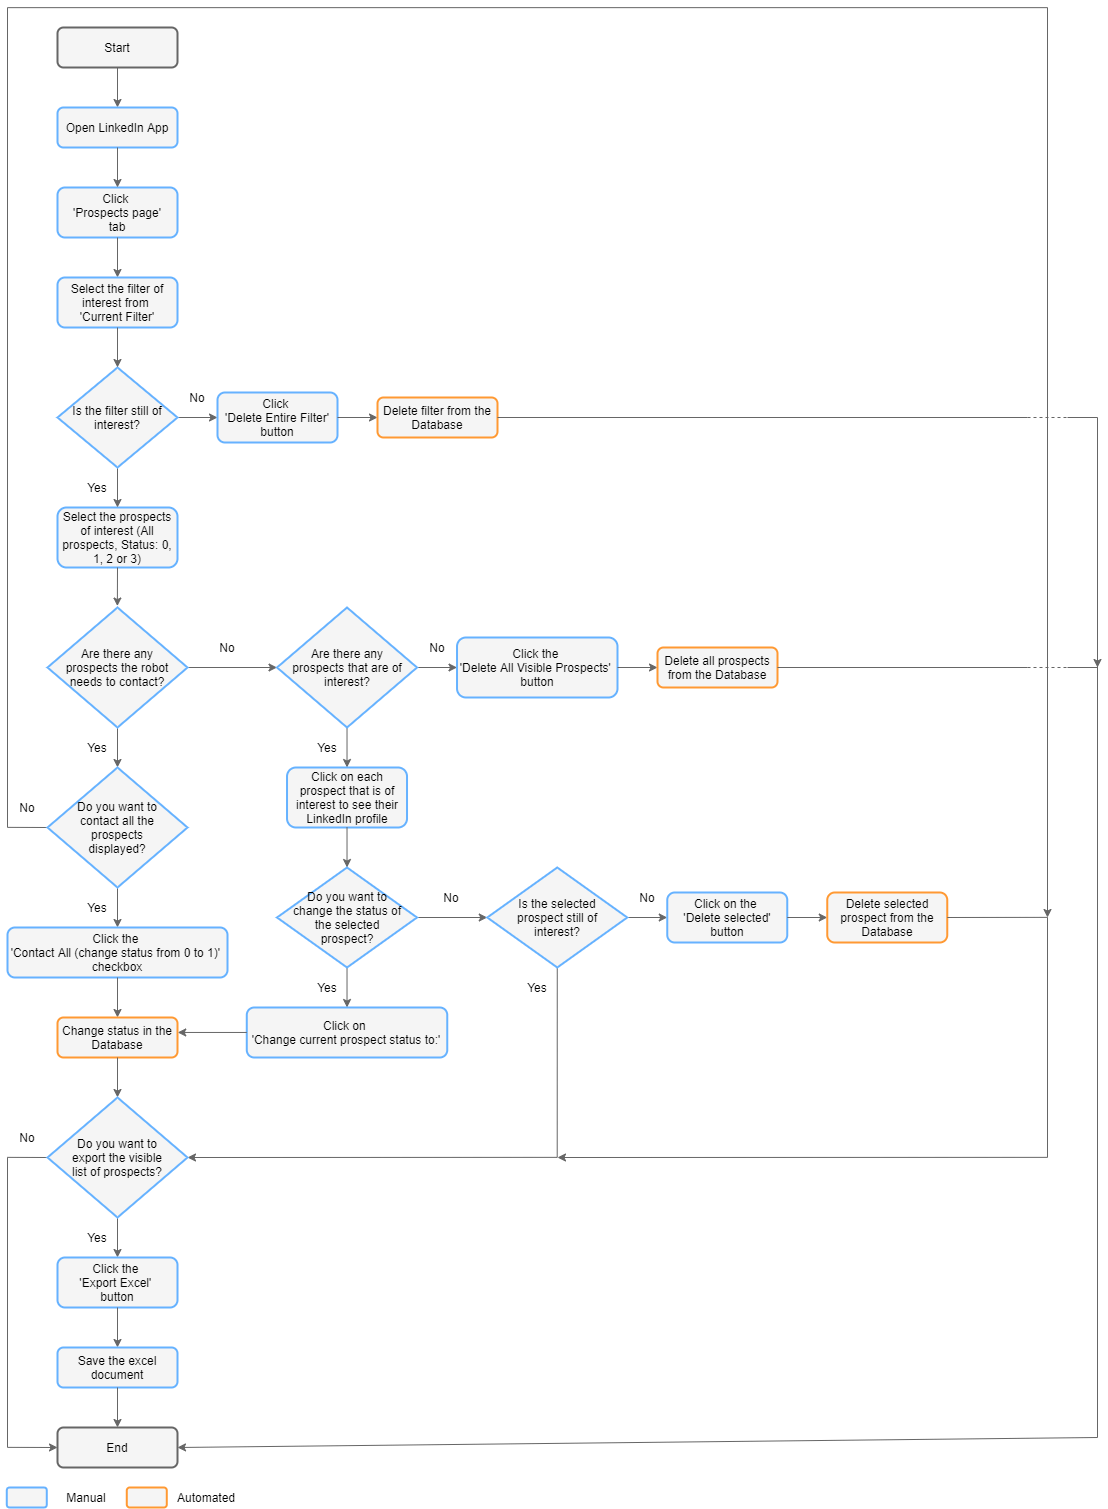 Start
Open LinkedIn App
Click
'Prospects page'
tab
Select the filter of
interest from
'Current Filter'
Is the filter still of
interest?
No
Click
'Delete Entire Filter'
button
Delete filter from the
Database
Yes
Select the prospects
of interest (All
prospects, Status: 0,
1, 2 or 3)
Are there any
prospects the robot
needs to contact?
No
Are there any
prospects that are of
interest?
No
Click the
'Delete All Visible Prospects'
button
Delete all prospects
from the Database
Yes
Yes
Click on each
prospect that is of
interest to see their
LinkedIn profile
No
Do you want to
contact all the
prospects
displayed?
Yes
Do you want to
change the status of
the selected
prospect?
No
Is the selected
prospect still of
interest?
No
Click on the
'Delete selected'
button
Delete selected
prospect from the
Database
Click the
'Contact All (change status from 0 to 1)'
checkbox
Yes
Yes
Change status in the
Database
Click on
'Change current prospect status to:'
No
Do you want to
export the visible
list of prospects?
Yes
Click the
'Export Excel'
button
Save the excel
document
End
Manual
Automated